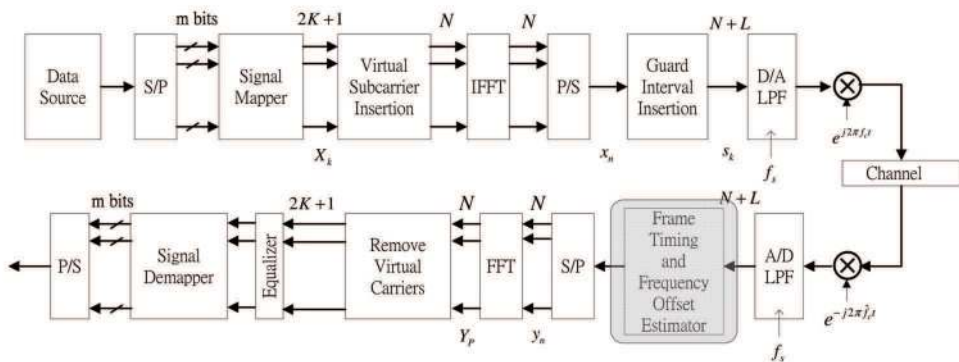 m bits
2K+1
N
N
N+L
Data
Source
S/P
Signal
Mapper
Virtual
Subcarrier
Insertion
IFFT
P/S
Guard
Interval
Insertion
D/A
LPF
X_k
x_n
s_k
f_s
e^{j2πf_c t}
Channel
m bits
2K+1
N
N
N+L
P/S
Signal
Demapper
Equalizer
Remove
Virtual
Carriers
FFT
S/P
Frame
Timing
and
Frequency
Offset
Estimator
A/D
LPF
Y_p
y_n
f_s
e^{-j2πf̂_c t}